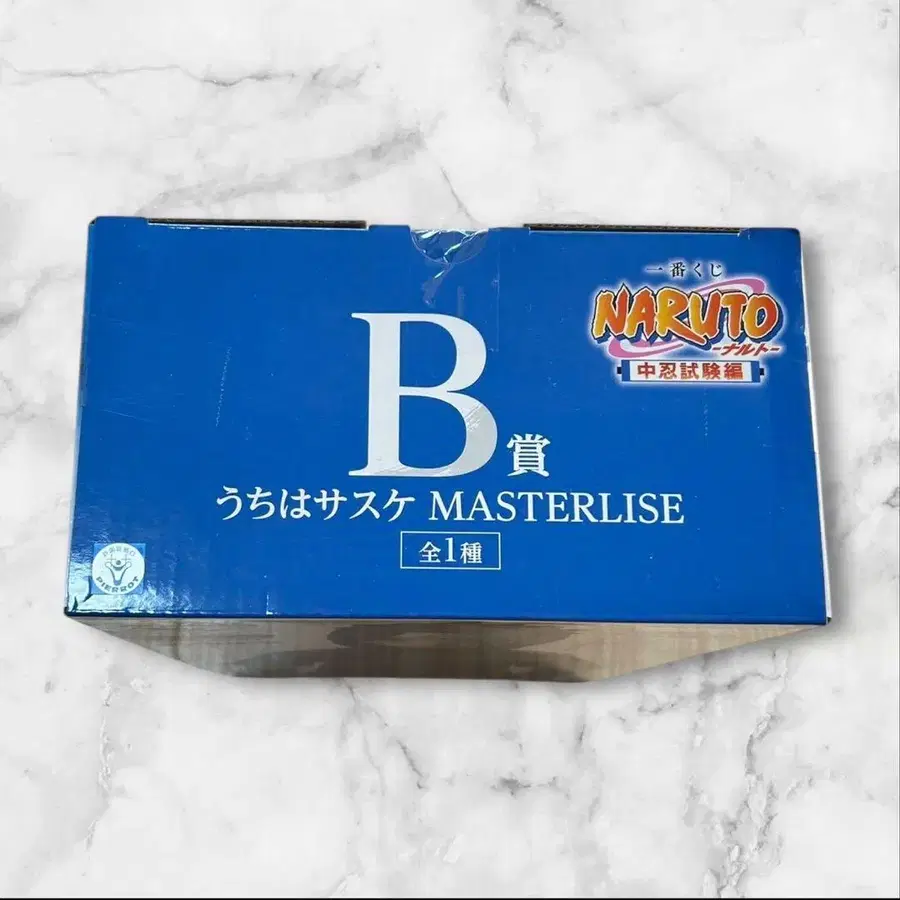 一番くじ
NARUTO
-ナルト-
中忍試験編
B賞
うちはサスケ MASTERLISE
全1種
PIERROT